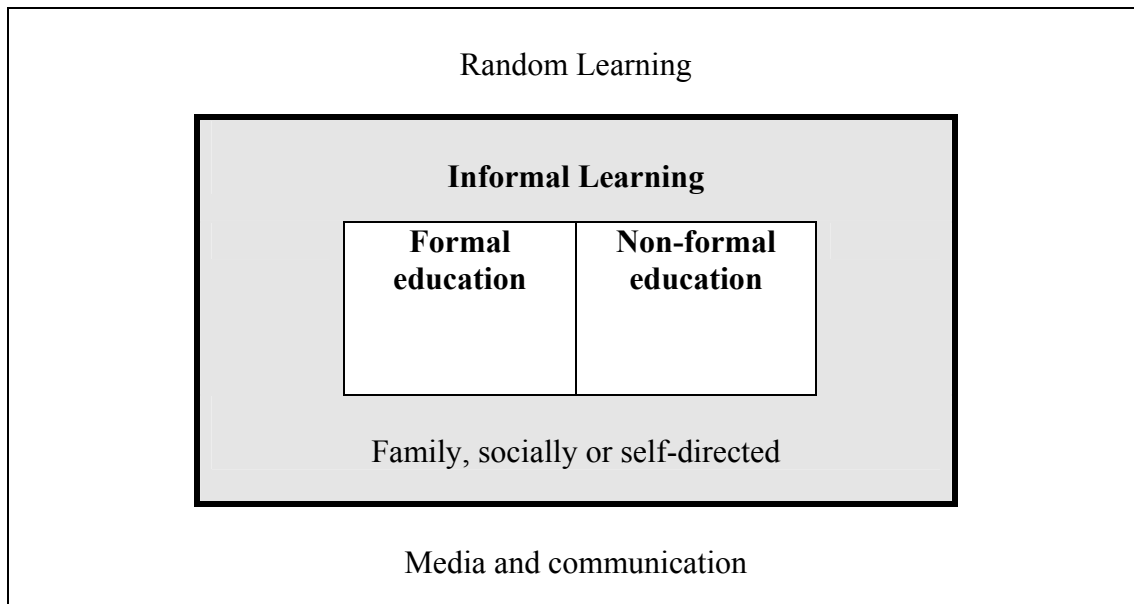 Random Learning
Informal Learning
Formal
education
Non-formal
education
Family, socially or self-directed
Media and communication